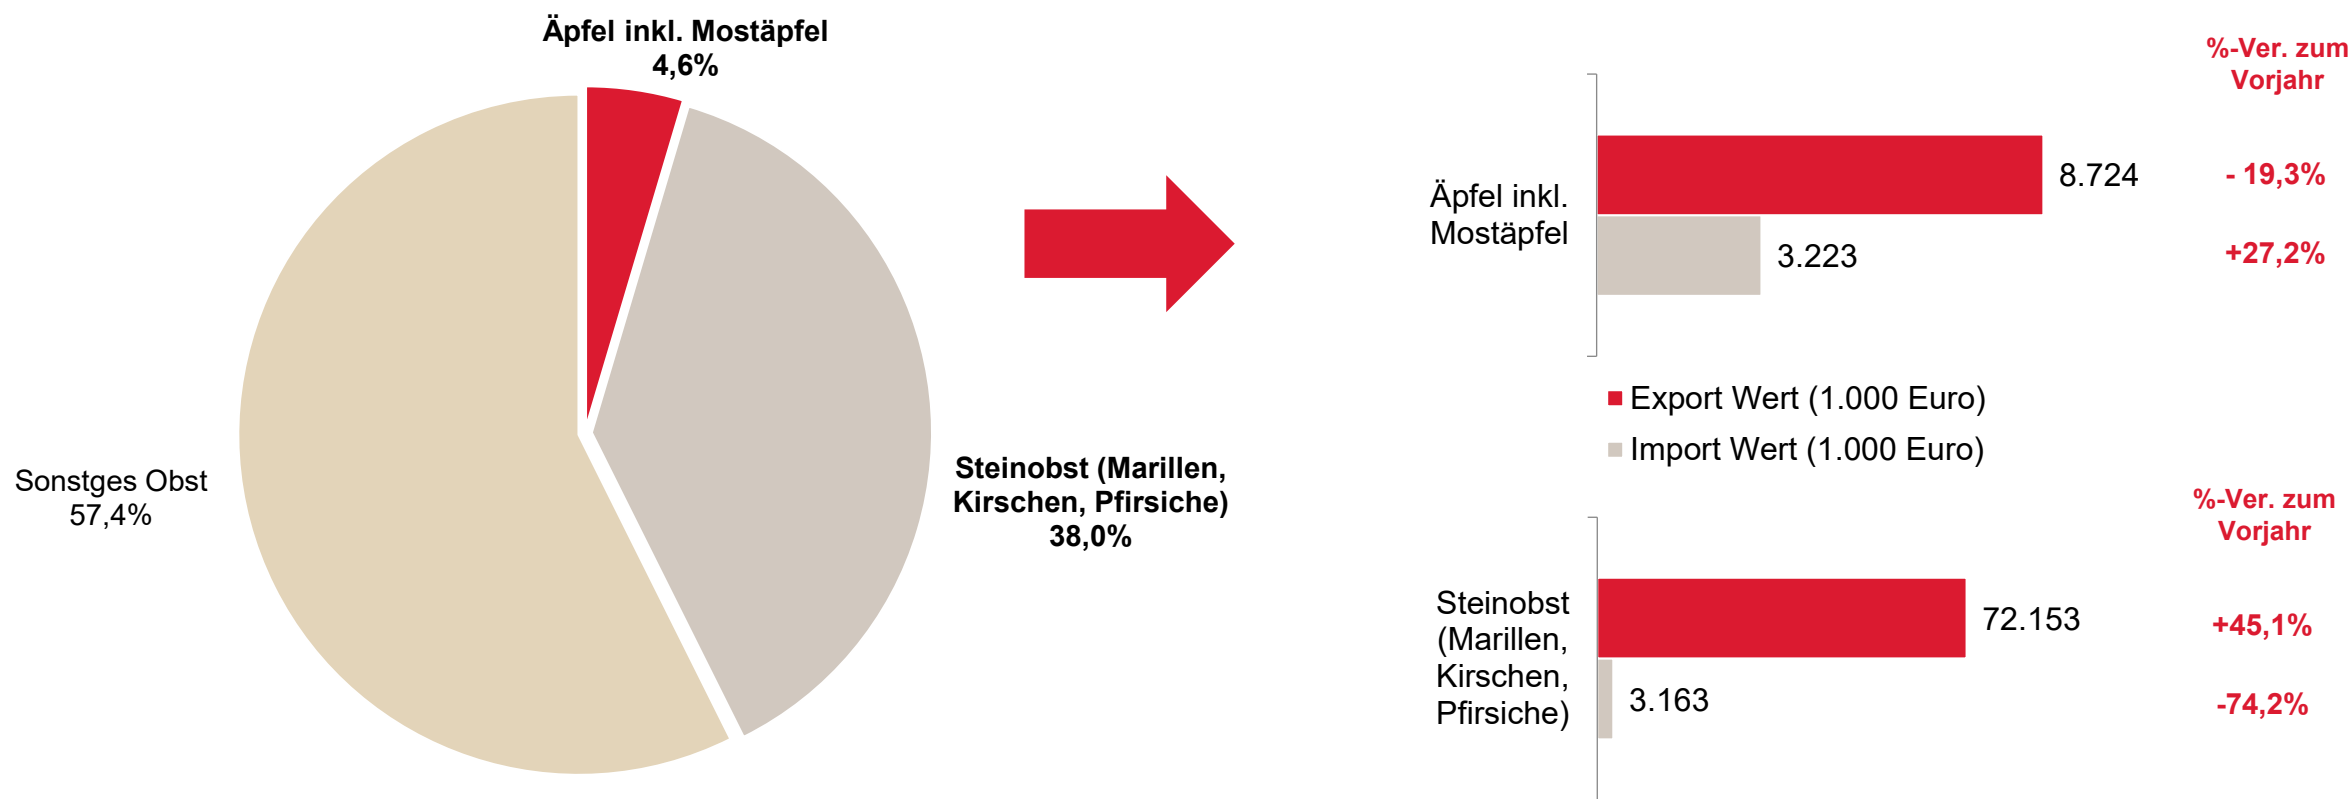 Äpfel inkl. Mostäpfel
4,6%
Sonstges Obst
57,4%
Steinobst (Marillen,
Kirschen, Pfirsiche)
38,0%
%-Ver. zum
Vorjahr
Äpfel inkl.
Mostäpfel
8.724
- 19,3%
3.223
+27,2%
Export Wert (1.000 Euro)
Import Wert (1.000 Euro)
%-Ver. zum
Vorjahr
Steinobst
(Marillen,
Kirschen,
Pfirsiche)
72.153
+45,1%
3.163
-74,2%